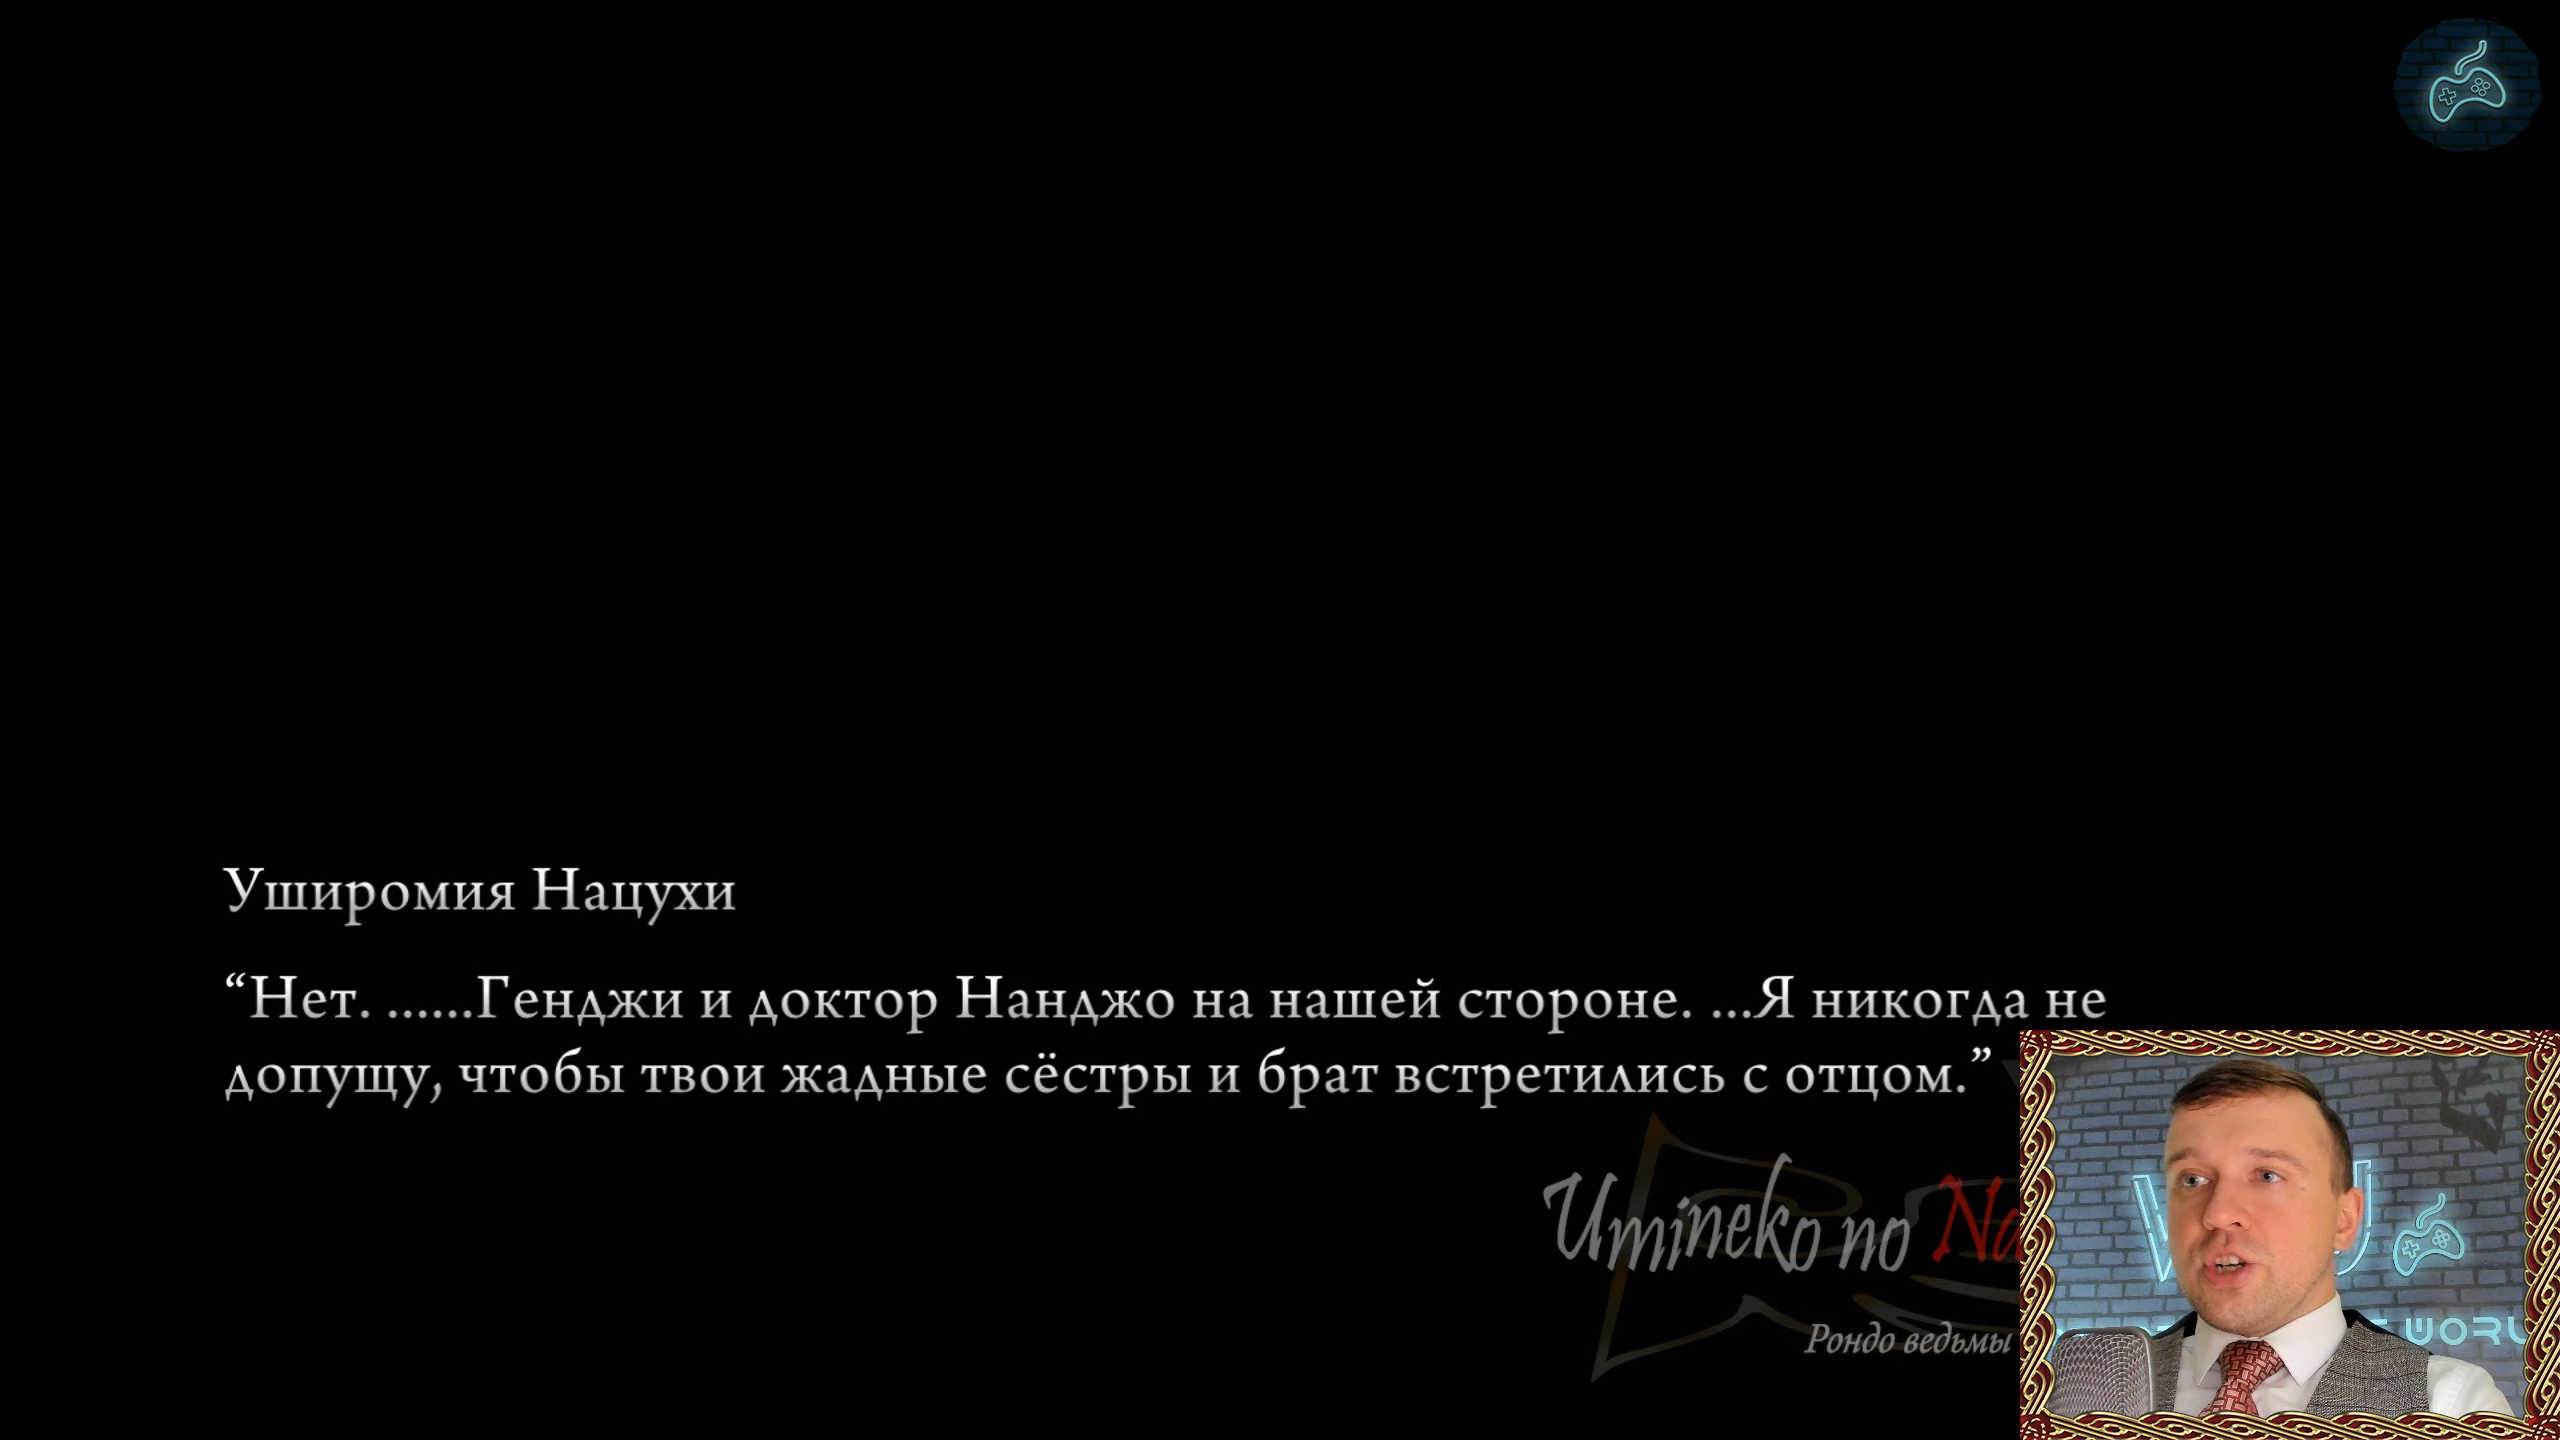 Уширомия Нацухи
“Нет. ......Генджи и доктор Нанджо на нашей стороне. ...Я никогда не
допущу, чтобы твои жадные сёстры и брат встретились с отцом.”
Umineko no Na
Рондо ведьмы